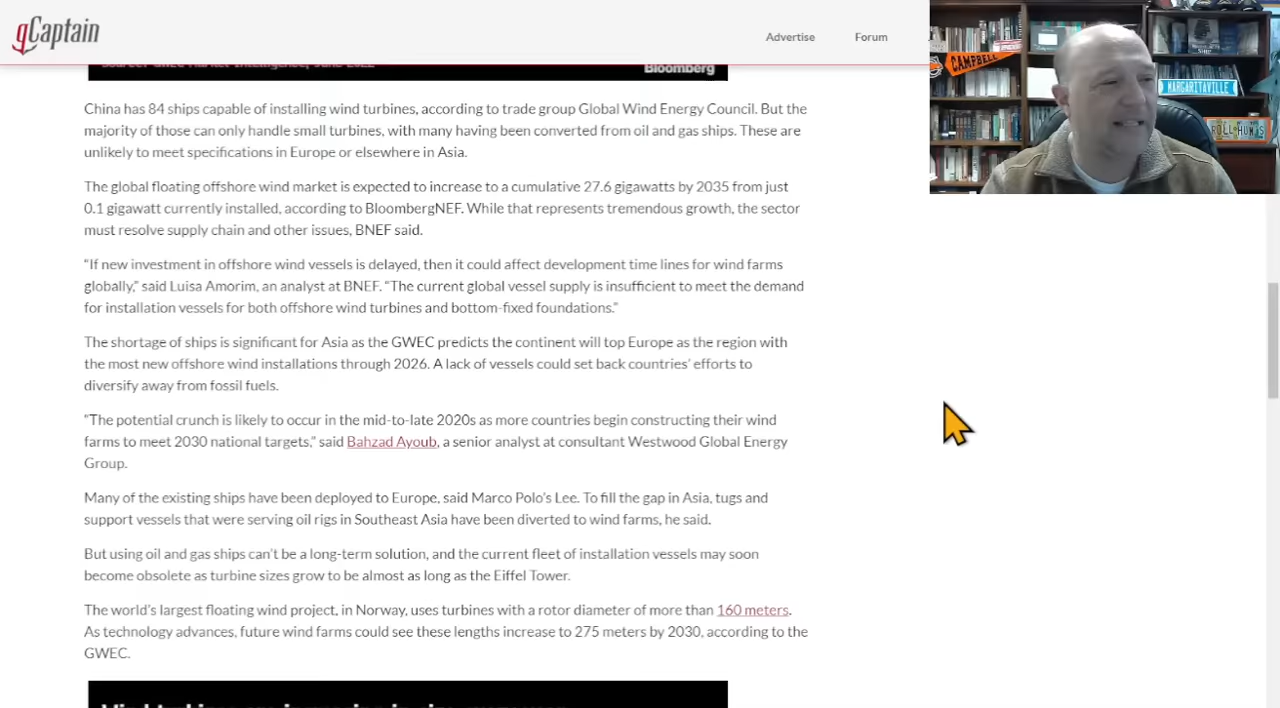 gCaptain
Advertise
Forum
Bloomberg
CAMPBELL
MARGARITAVILLE
China has 84 ships capable of installing wind turbines, according to trade group Global Wind Energy Council. But the
majority of those can only handle small turbines, with many having been converted from oil and gas ships. These are
unlikely to meet specifications in Europe or elsewhere in Asia.
The global floating offshore wind market is expected to increase to a cumulative 27.6 gigawatts by 2035 from just
0.1 gigawatt currently installed, according to BloombergNEF. While that represents tremendous growth, the sector
must resolve supply chain and other issues, BNEF said.
“If new investment in offshore wind vessels is delayed, then it could affect development time lines for wind farms
globally,” said Luisa Amorim, an analyst at BNEF. “The current global vessel supply is insufficient to meet the demand
for installation vessels for both offshore wind turbines and bottom-fixed foundations.”
The shortage of ships is significant for Asia as the GWEC predicts the continent will top Europe as the region with
the most new offshore wind installations through 2026. A lack of vessels could set back countries’ efforts to
diversify away from fossil fuels.
“The potential crunch is likely to occur in the mid-to-late 2020s as more countries begin constructing their wind
farms to meet 2030 national targets,” said Bahzad Ayoub, a senior analyst at consultant Westwood Global Energy
Group.
Many of the existing ships have been deployed to Europe, said Marco Polo’s Lee. To fill the gap in Asia, tugs and
support vessels that were serving oil rigs in Southeast Asia have been diverted to wind farms, he said.
But using oil and gas ships can’t be a long-term solution, and the current fleet of installation vessels may soon
become obsolete as turbine sizes grow to be almost as long as the Eiffel Tower.
The world’s largest floating wind project, in Norway, uses turbines with a rotor diameter of more than 160 meters.
As technology advances, future wind farms could see these lengths increase to 275 meters by 2030, according to the
GWEC.